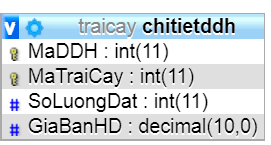 v traicay chitietddh
MaDDH : int(11)
MaTraiCay : int(11)
# SoLuongDat : int(11)
# GiaBanHD : decimal(10,0)